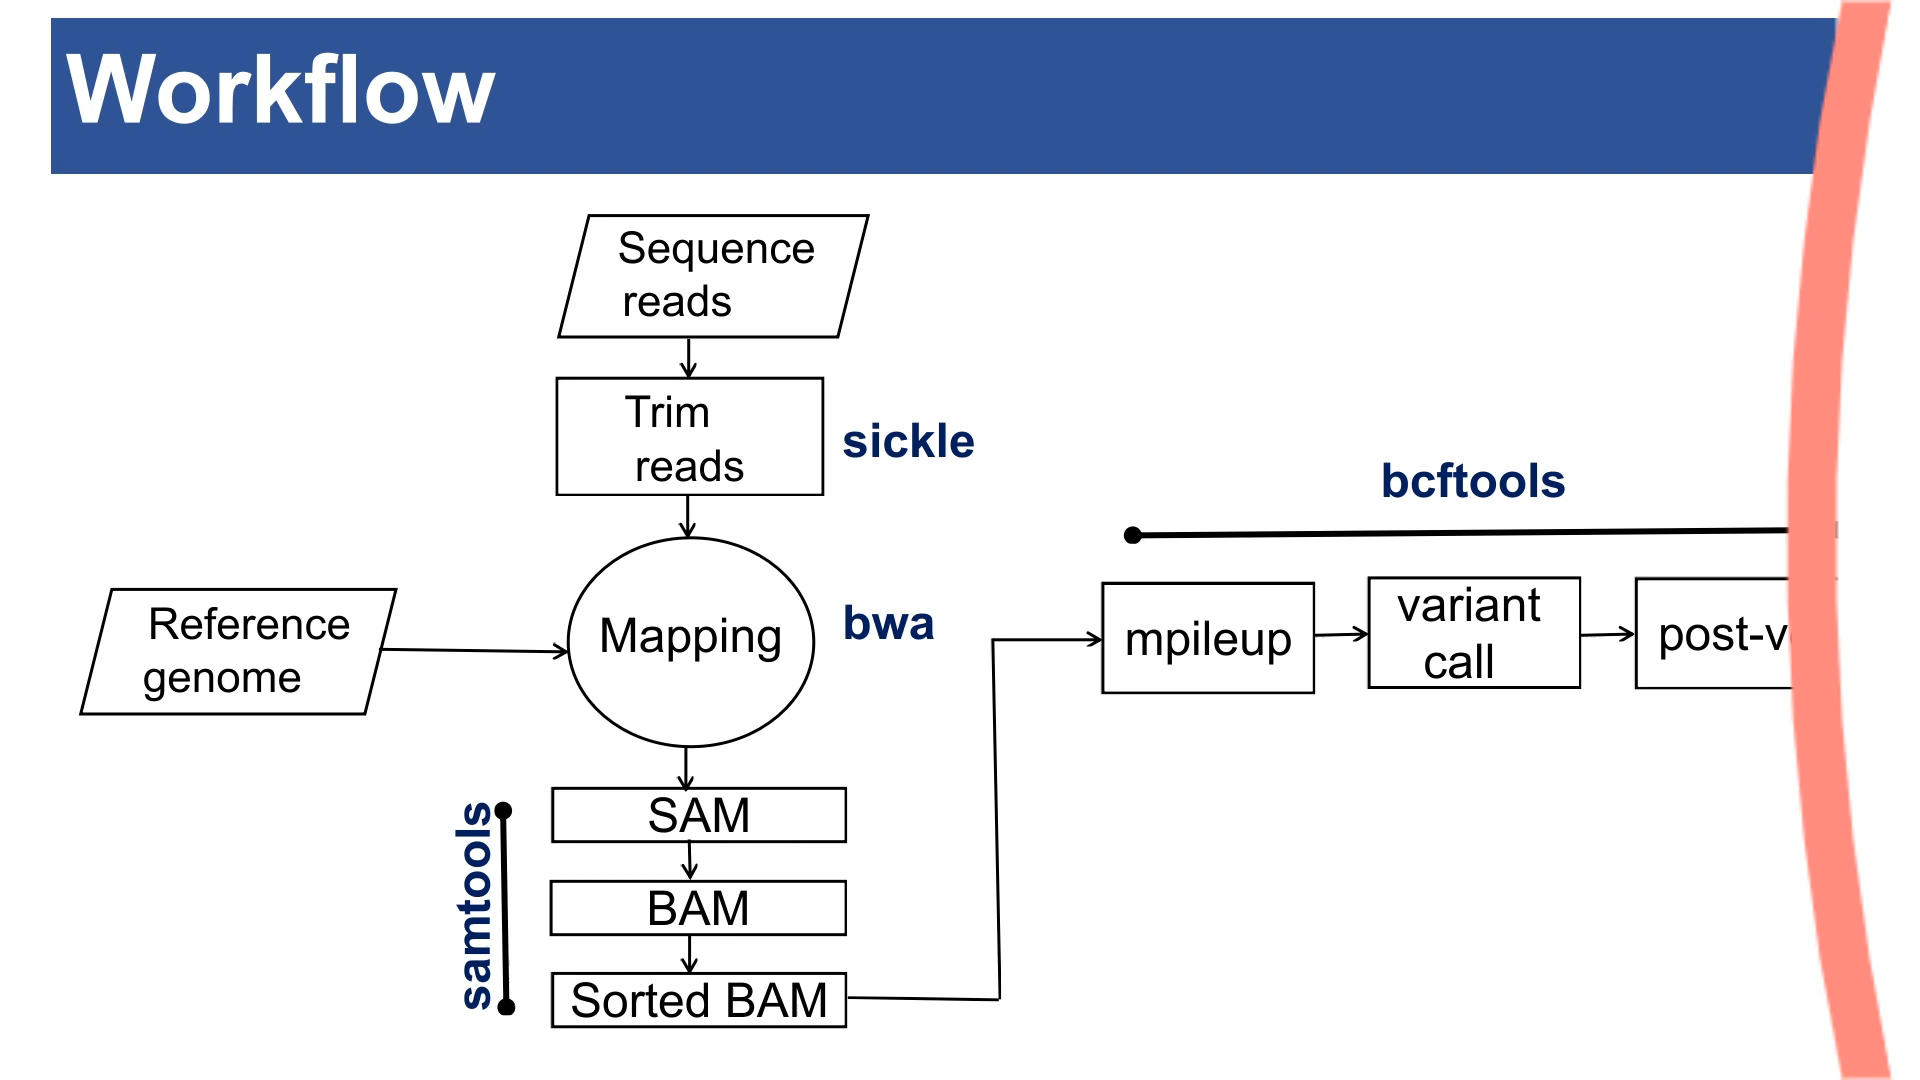 Workflow
Sequence
reads
Trim
reads
sickle
bcftools
Reference
genome
Mapping
bwa
mpileup
variant
call
post-v
SAM
BAM
Sorted BAM
samtools